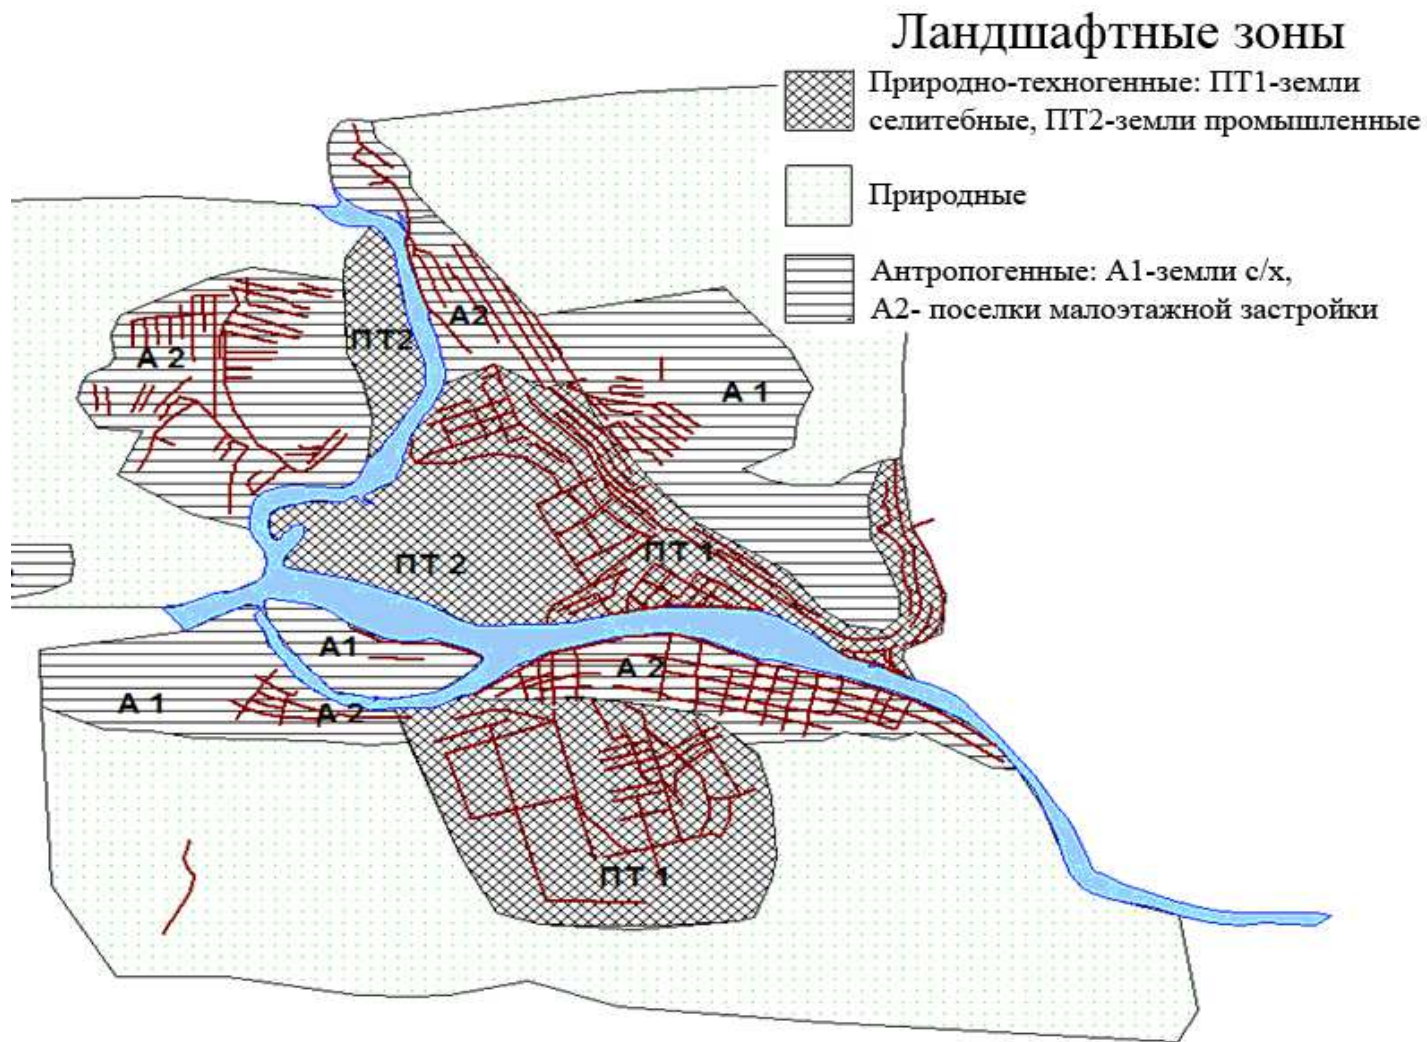 Ландшафтные зоны
Природно-техногенные: ПТ1-земли
селитебные, ПТ2-земли промышленные
Природные
Антропогенные: А1-земли с/х,
А2- поселки малоэтажной застройки
А2
ПТ2
А 2
А 1
ПТ 1
ПТ 2
А1
А 2
А 1
А 2
ПТ 1